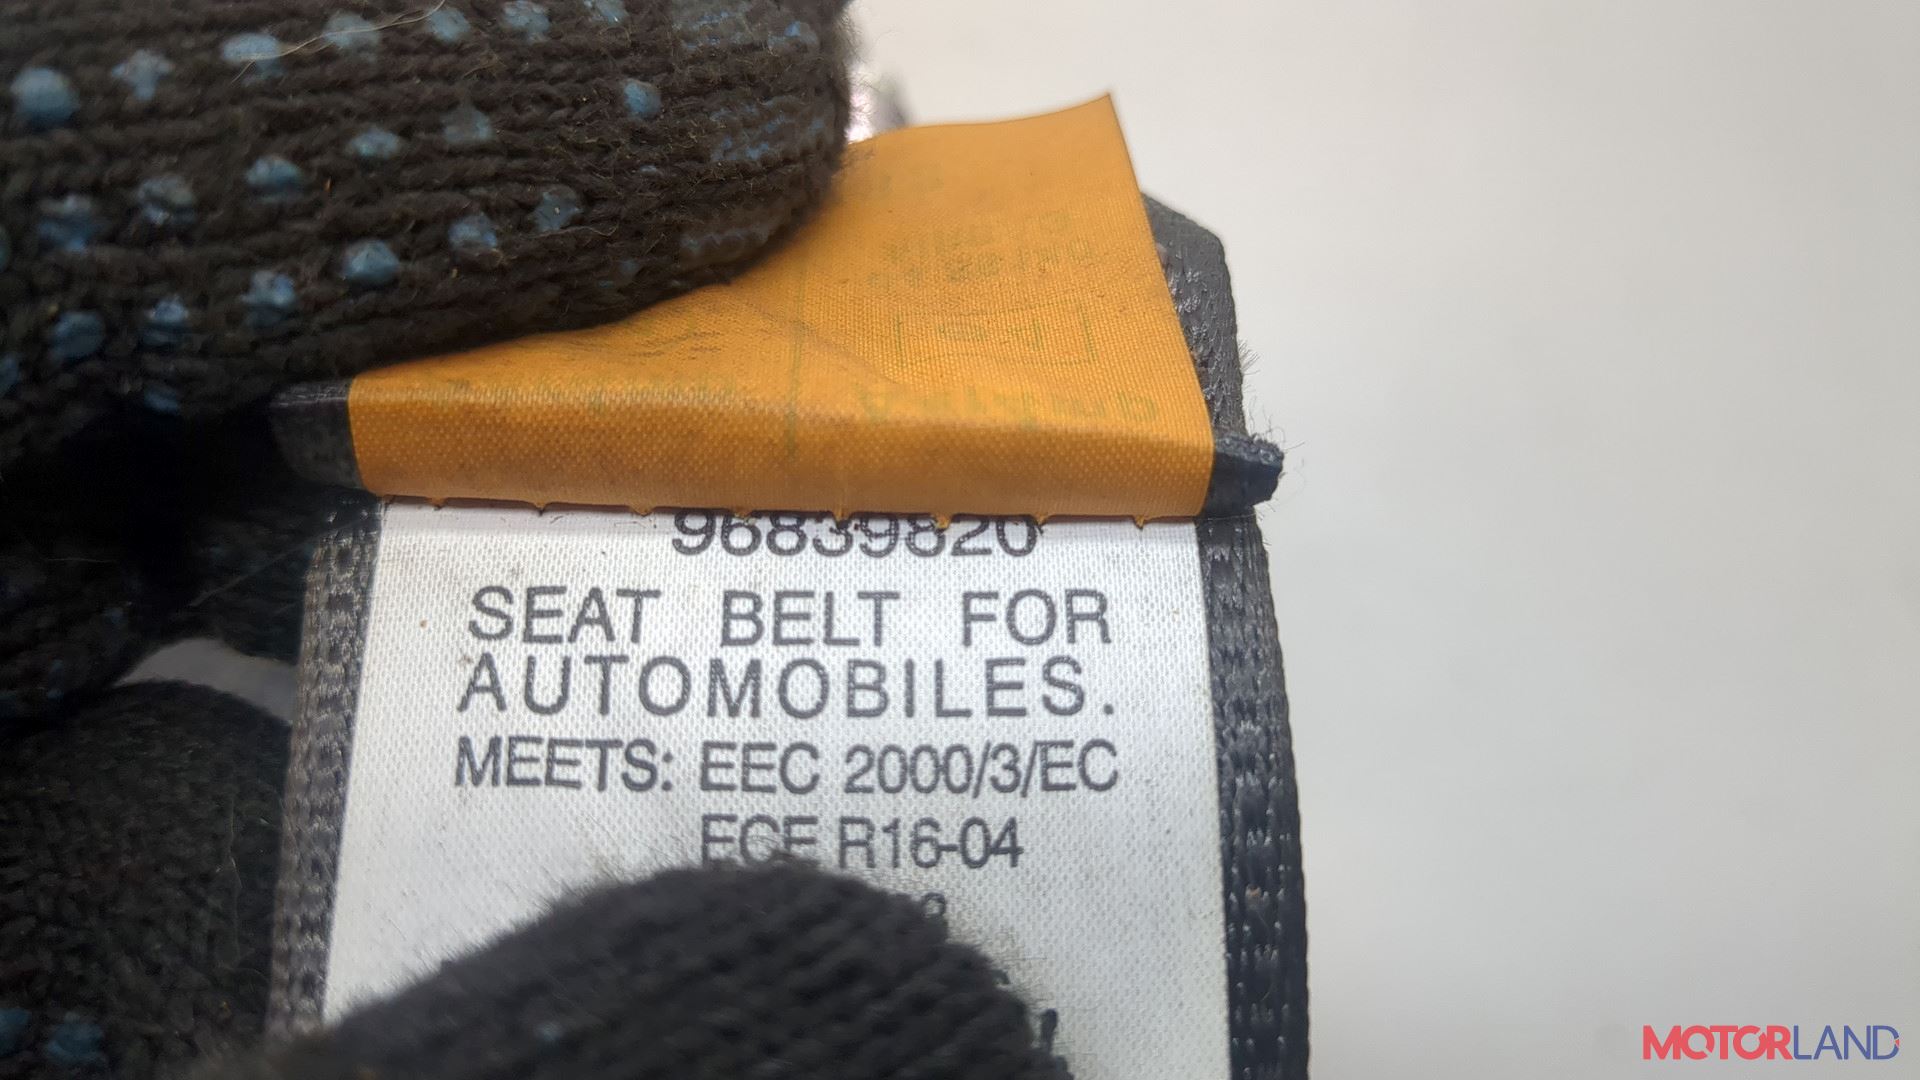 96839820
SEAT BELT FOR
AUTOMOBILES.
MEETS: EEC 2000/3/EC
ECE R16-04
MOTORLAND